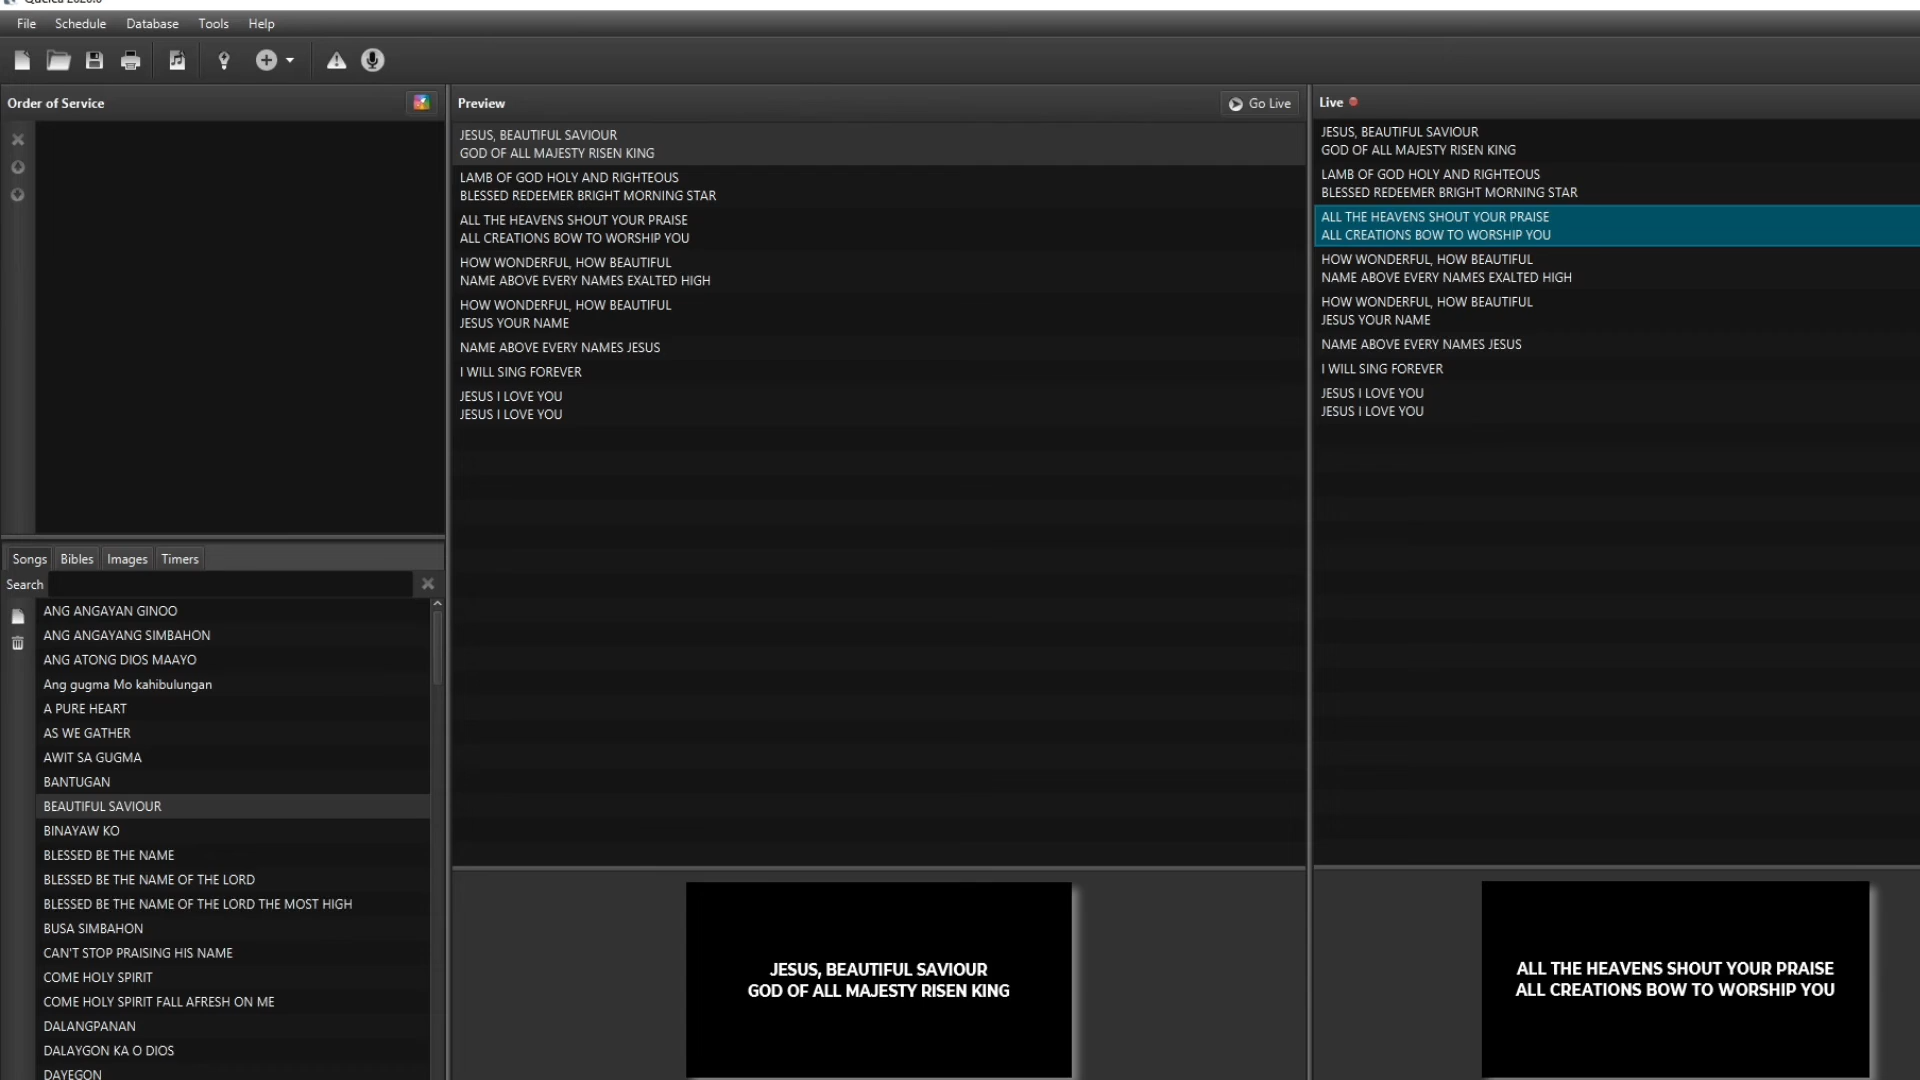 File Schedule Database Tools Help
Order of Service
Songs Bibles Images Timers
Search
ANG ANGAYAN GINOO
ANG ANGAYANG SIMBAHON
ANG ATONG DIOS MAAYO
Ang gugma Mo kahibulungan
A PURE HEART
AS WE GATHER
AWIT SA GUGMA
BANTUGAN
BEAUTIFUL SAVIOUR
BINAYAW KO
BLESSED BE THE NAME
BLESSED BE THE NAME OF THE LORD
BLESSED BE THE NAME OF THE LORD THE MOST HIGH
BUSA SIMBAHON
CAN'T STOP PRAISING HIS NAME
COME HOLY SPIRIT
COME HOLY SPIRIT FALL AFRESH ON ME
DALANGPANAN
DALAYGON KA O DIOS
DAYEGON
Preview
Go Live
JESUS, BEAUTIFUL SAVIOUR
GOD OF ALL MAJESTY RISEN KING
LAMB OF GOD HOLY AND RIGHTEOUS
BLESSED REDEEMER BRIGHT MORNING STAR
ALL THE HEAVENS SHOUT YOUR PRAISE
ALL CREATIONS BOW TO WORSHIP YOU
HOW WONDERFUL, HOW BEAUTIFUL
NAME ABOVE EVERY NAMES EXALTED HIGH
HOW WONDERFUL, HOW BEAUTIFUL
JESUS YOUR NAME
NAME ABOVE EVERY NAMES JESUS
I WILL SING FOREVER
JESUS I LOVE YOU
JESUS I LOVE YOU
JESUS, BEAUTIFUL SAVIOUR
GOD OF ALL MAJESTY RISEN KING
Live
JESUS, BEAUTIFUL SAVIOUR
GOD OF ALL MAJESTY RISEN KING
LAMB OF GOD HOLY AND RIGHTEOUS
BLESSED REDEEMER BRIGHT MORNING STAR
ALL THE HEAVENS SHOUT YOUR PRAISE
ALL CREATIONS BOW TO WORSHIP YOU
HOW WONDERFUL, HOW BEAUTIFUL
NAME ABOVE EVERY NAMES EXALTED HIGH
HOW WONDERFUL, HOW BEAUTIFUL
JESUS YOUR NAME
NAME ABOVE EVERY NAMES JESUS
I WILL SING FOREVER
JESUS I LOVE YOU
JESUS I LOVE YOU
ALL THE HEAVENS SHOUT YOUR PRAISE
ALL CREATIONS BOW TO WORSHIP YOU